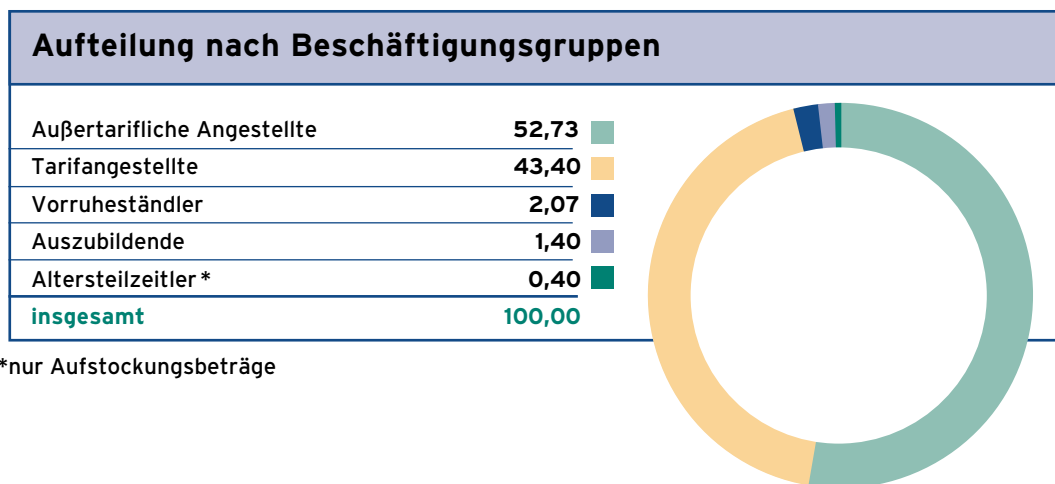 Aufteilung nach Beschäftigungsgruppen
Außertarifliche Angestellte 52,73
Tarifangestellte 43,40
Vorruheständler 2,07
Auszubildende 1,40
Altersteilzeitler* 0,40
insgesamt 100,00
*nur Aufstockungsbeträge